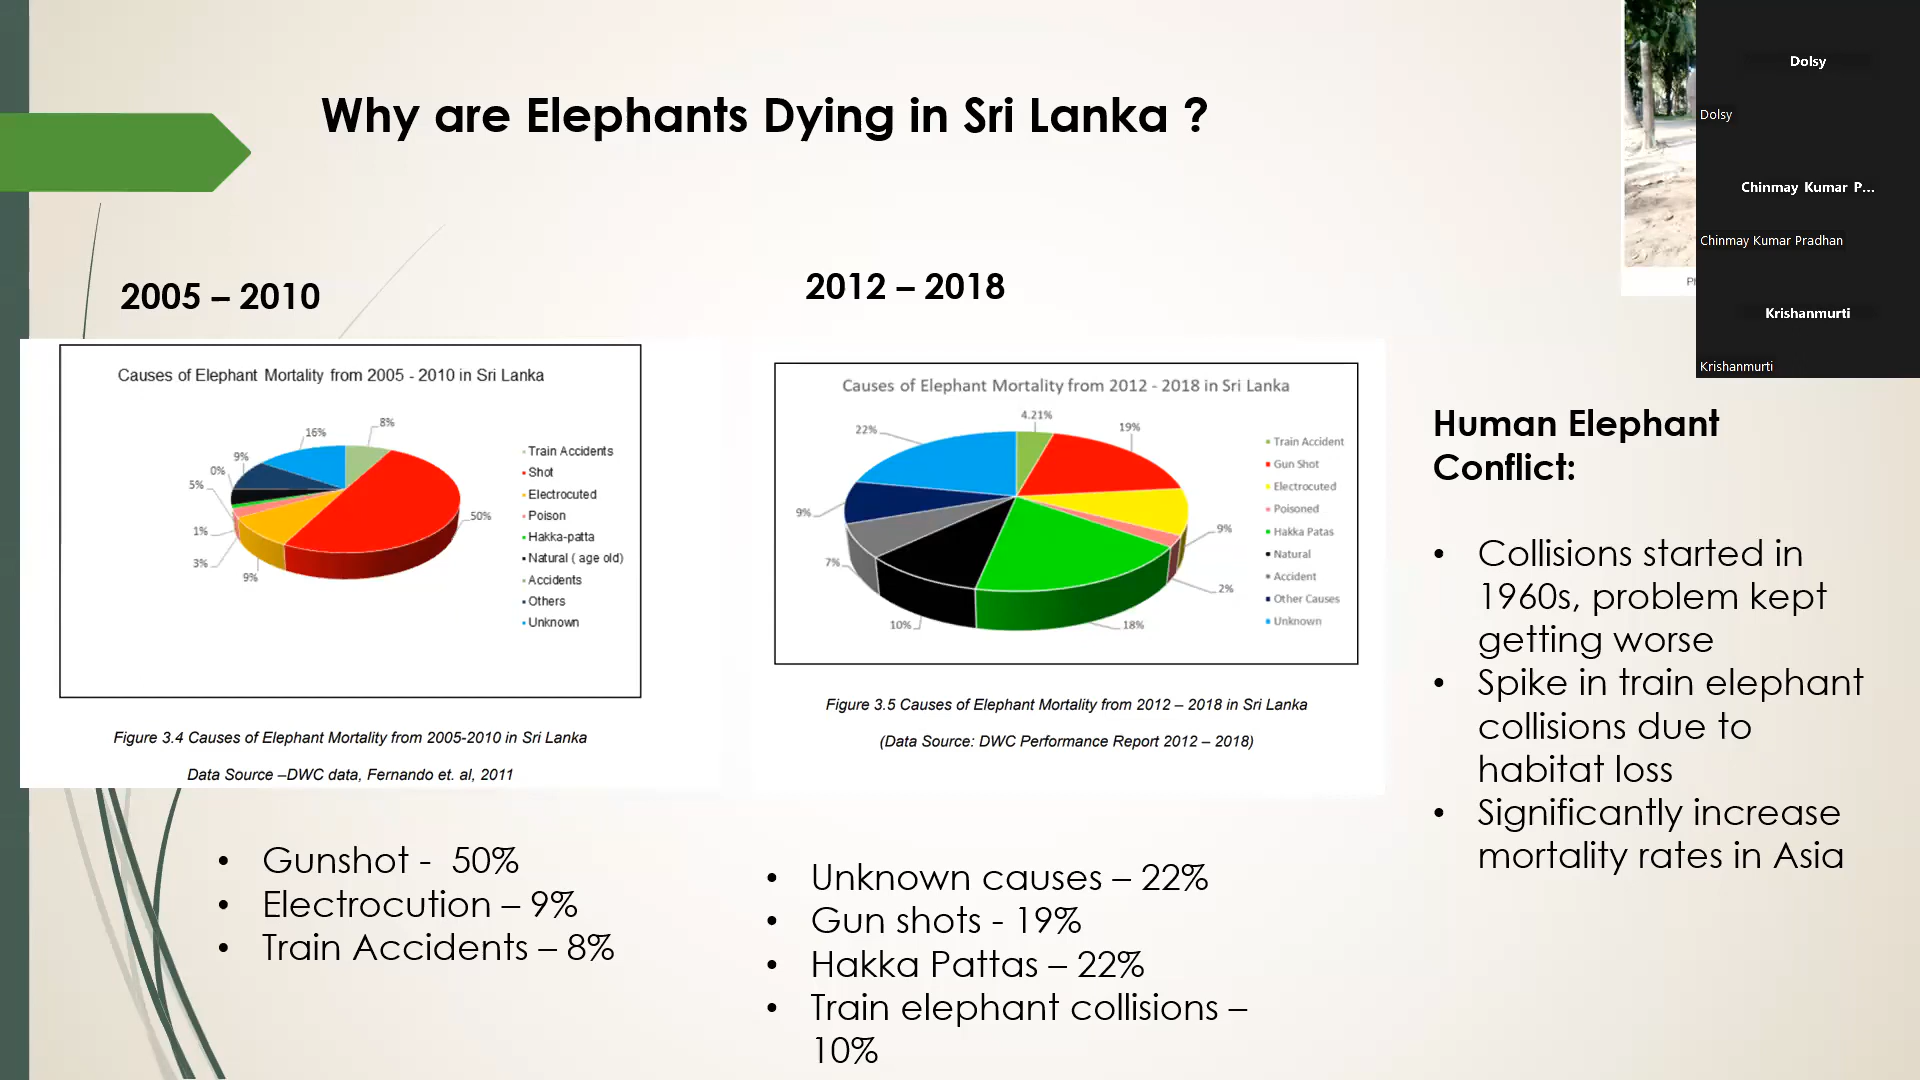 Why are Elephants Dying in Sri Lanka ?
2005 – 2010
Causes of Elephant Mortality from 2005 - 2010 in Sri Lanka
8%
16%
9%
0%
5%
1%
3%
9%
50%
Train Accidents
Shot
Electrocuted
Poison
Hakka-patta
Natural ( age old)
Accidents
Others
Unknown
Figure 3.4 Causes of Elephant Mortality from 2005-2010 in Sri Lanka
Data Source –DWC data, Fernando et. al, 2011
• Gunshot - 50%
• Electrocution – 9%
• Train Accidents – 8%
2012 – 2018
Causes of Elephant Mortality from 2012 - 2018 in Sri Lanka
4.21%
19%
22%
9%
9%
7%
2%
10%
18%
Train Accident
Gun Shot
Electrocuted
Poisoned
Hakka Patas
Natural
Accident
Other Causes
Unknown
Figure 3.5 Causes of Elephant Mortality from 2012 – 2018 in Sri Lanka
(Data Source: DWC Performance Report 2012 – 2018)
• Unknown causes – 22%
• Gun shots - 19%
• Hakka Pattas – 22%
• Train elephant collisions –
10%
Human Elephant
Conflict:
• Collisions started in
1960s, problem kept
getting worse
• Spike in train elephant
collisions due to
habitat loss
• Significantly increase
mortality rates in Asia
Dolsy
Dolsy
Chinmay Kumar P...
Chinmay Kumar Pradhan
Krishanmurti
Krishanmurti